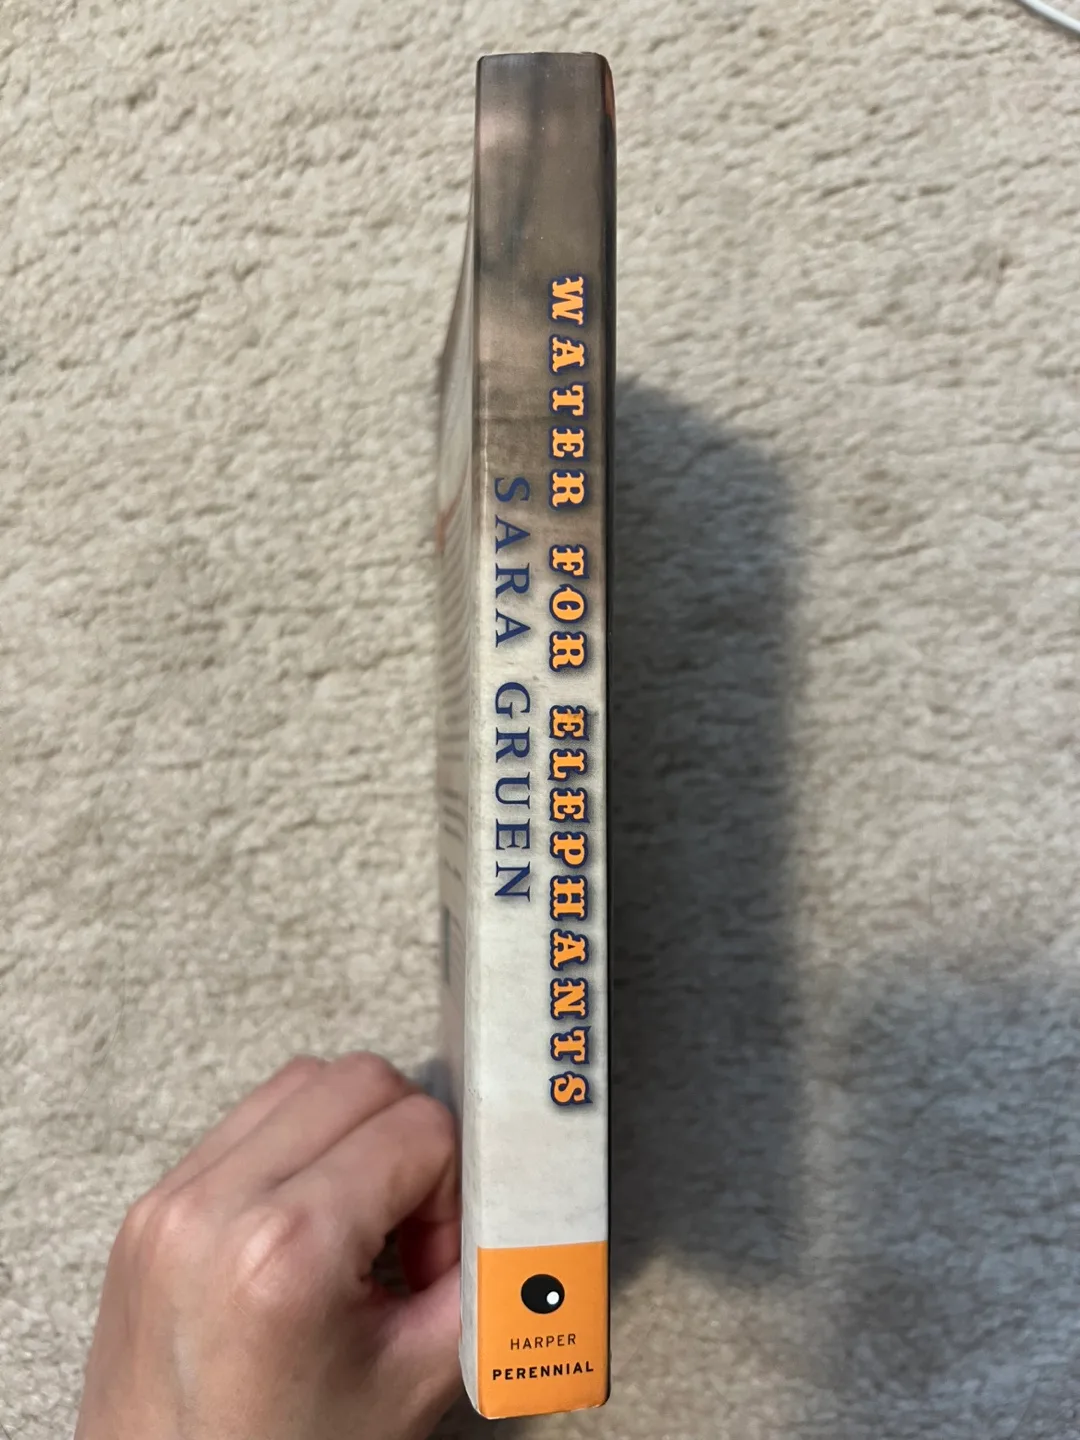 WATER FOR ELEPHANTS
SARA GRUEN
HARPER
PERENNIAL